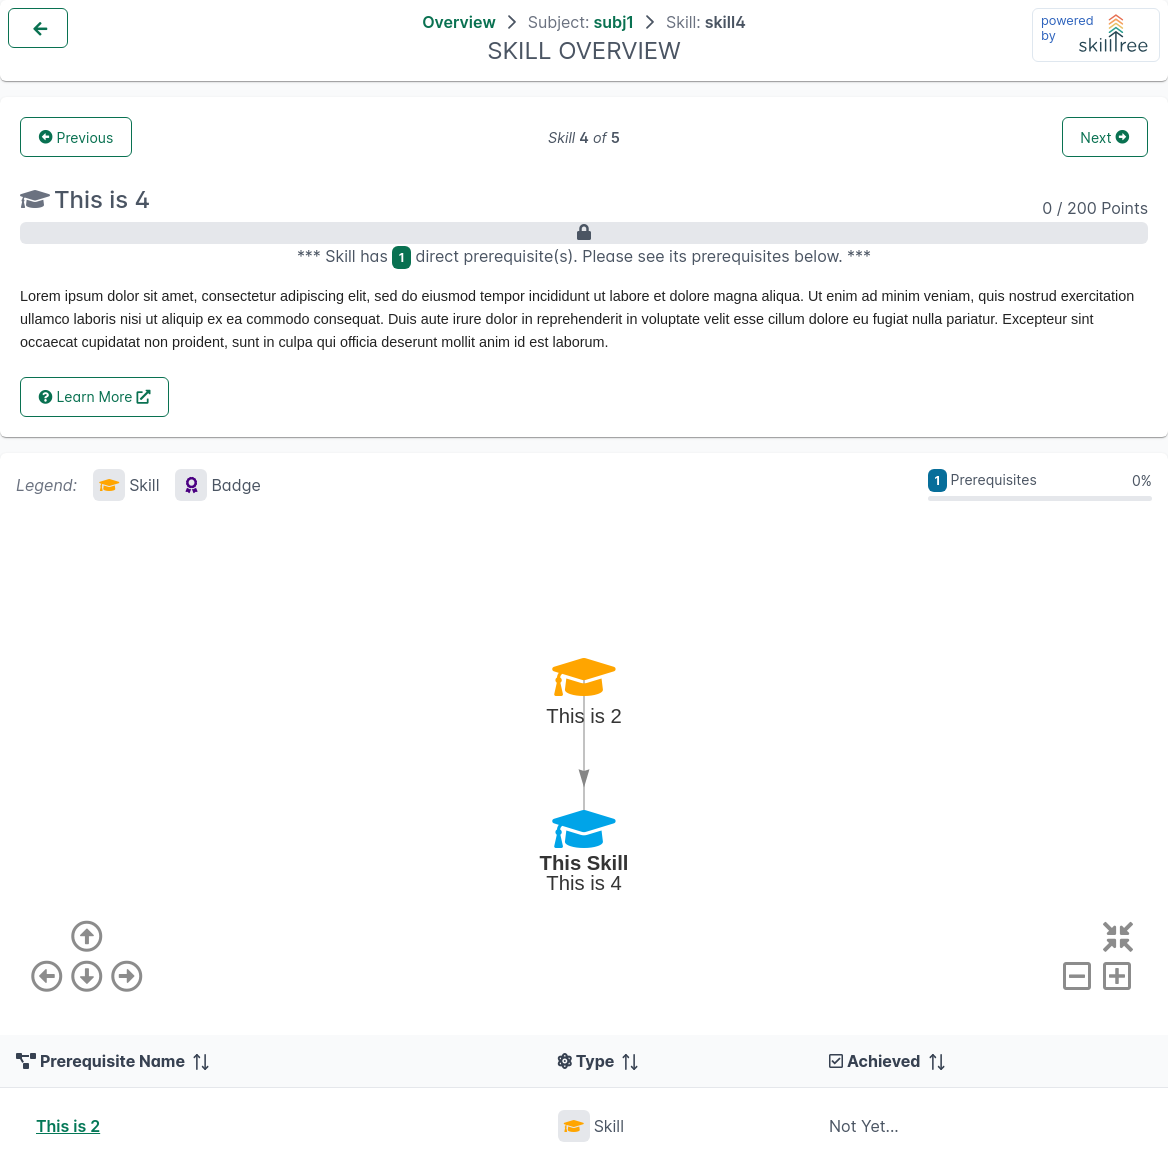 Overview > Subject: subj1 > Skill: skill4
SKILL OVERVIEW
powered by skilltree
Previous
Skill 4 of 5
Next
This is 4
0 / 200 Points
*** Skill has 1 direct prerequisite(s). Please see its prerequisites below. ***
Lorem ipsum dolor sit amet, consectetur adipiscing elit, sed do eiusmod tempor incididunt ut labore et dolore magna aliqua. Ut enim ad minim veniam, quis nostrud exercitation
ullamco laboris nisi ut aliquip ex ea commodo consequat. Duis aute irure dolor in reprehenderit in voluptate velit esse cillum dolore eu fugiat nulla pariatur. Excepteur sint
occaecat cupidatat non proident, sunt in culpa qui officia deserunt mollit anim id est laborum.
Learn More
Legend: Skill Badge
1 Prerequisites 0%
This is 2
This Skill
This is 4
Prerequisite Name Type Achieved
This is 2 Skill Not Yet...